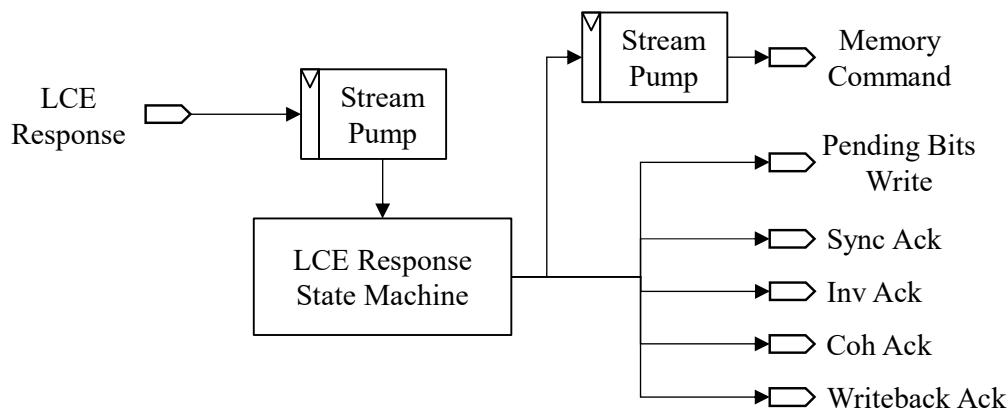 LCE
Response
Stream
Pump
LCE Response
State Machine
Stream
Pump
Memory
Command
Pending Bits
Write
Sync Ack
Inv Ack
Coh Ack
Writeback Ack